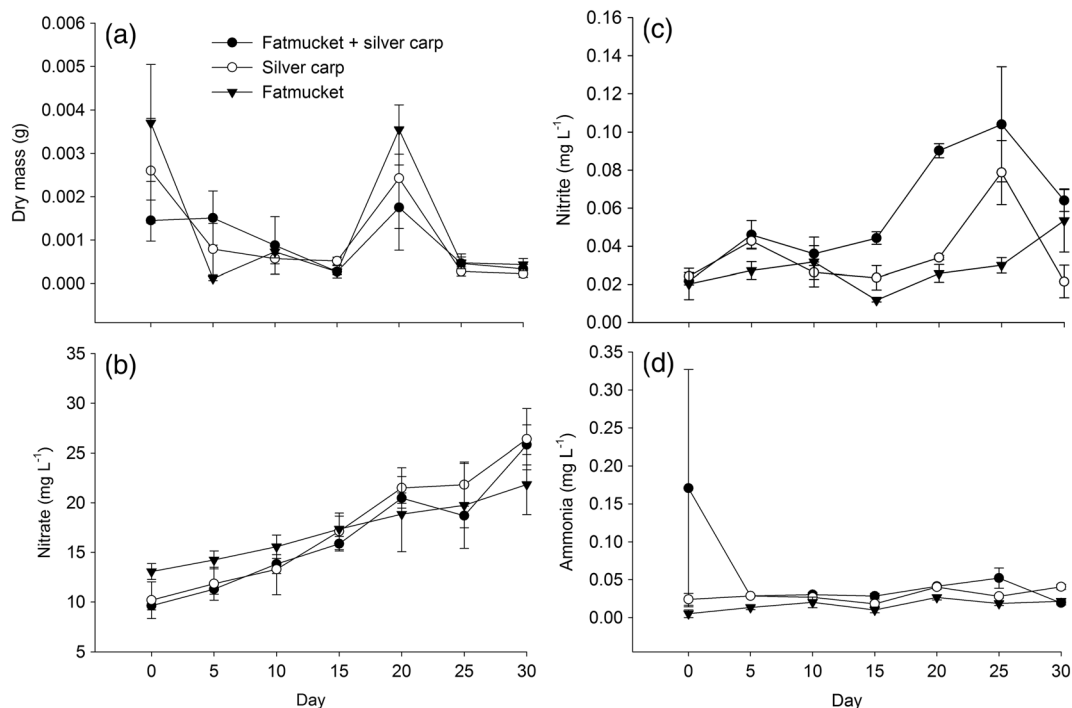 (a)
Fatmucket + silver carp
Silver carp
Fatmucket
Dry mass (g)
0.006
0.005
0.004
0.003
0.002
0.001
0.000
(c)
Nitrite (mg L⁻¹)
0.16
0.14
0.12
0.10
0.08
0.06
0.04
0.02
0.00
(b)
Nitrate (mg L⁻¹)
35
30
25
20
15
10
5
0 5 10 15 20 25 30
Day
(d)
Ammonia (mg L⁻¹)
0.35
0.30
0.25
0.20
0.15
0.10
0.05
0.00
0 5 10 15 20 25 30
Day